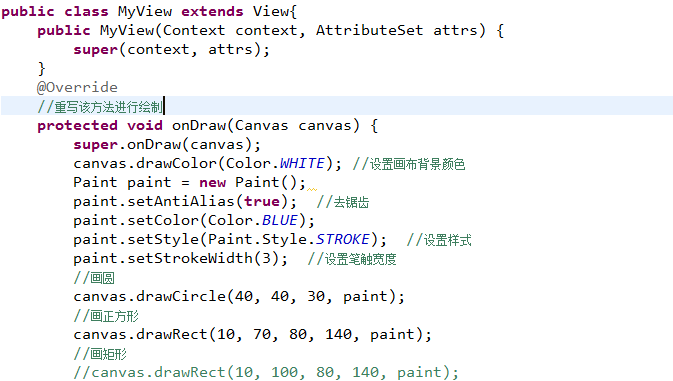 public class MyView extends View{
    public MyView(Context context, AttributeSet attrs) {
        super(context, attrs);
    }
    @Override
    //重写该方法进行绘制
    protected void onDraw(Canvas canvas) {
        super.onDraw(canvas);
        canvas.drawColor(Color.WHITE); //设置画布背景颜色
        Paint paint = new Paint();
        paint.setAntiAlias(true);  //去锯齿
        paint.setColor(Color.BLUE);
        paint.setStyle(Paint.Style.STROKE);  //设置样式
        paint.setStrokeWidth(3);  //设置笔触宽度
        //画圆
        canvas.drawCircle(40, 40, 30, paint);
        //画正方形
        canvas.drawRect(10, 70, 80, 140, paint);
        //画矩形
        //canvas.drawRect(10, 100, 80, 140, paint);